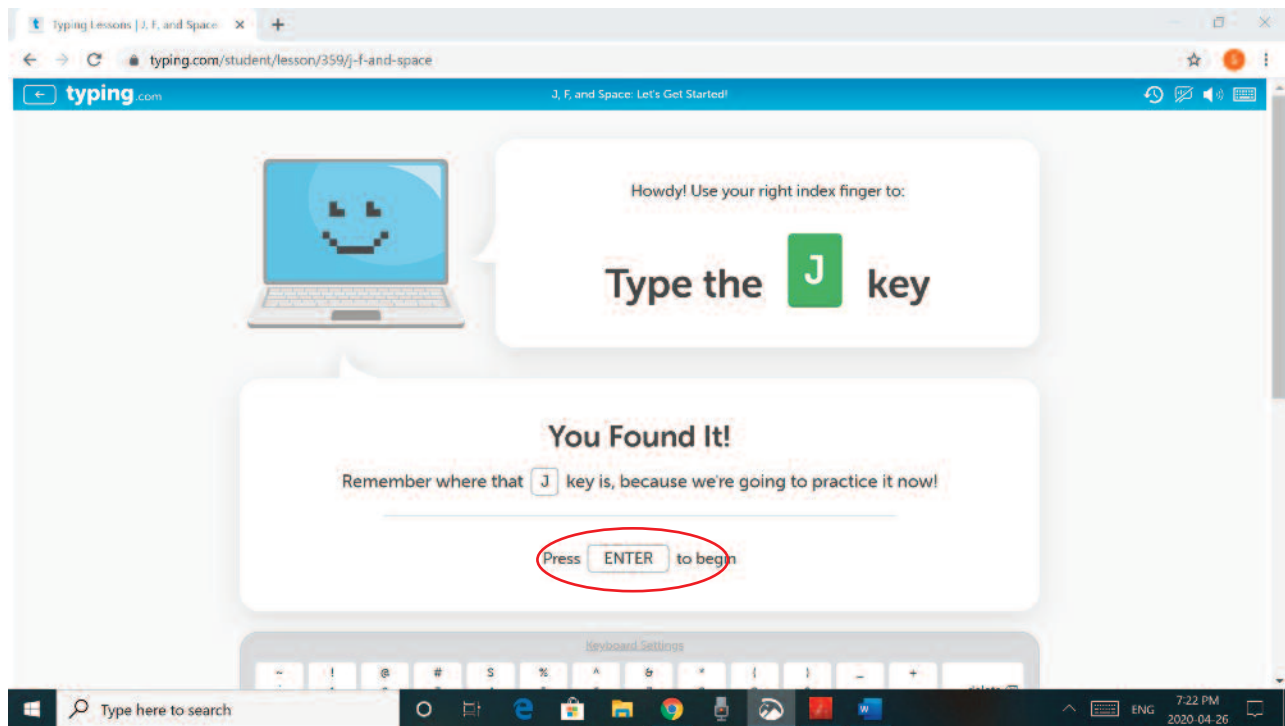 t Typing Lessons | J, F, and Space
typing.com/student/lesson/359/j-f-and-space
S
typing.com
J, F, and Space: Let's Get Started!
Howdy! Use your right index finger to:
Type the J key
You Found It!
Remember where that J key is, because we're going to practice it now!
Press ENTER to begin
Keyboard Settings
~ ! @ # $ % ^ & * ( ) _ +
Type here to search
W
ENG
7:22 PM
2020-04-26